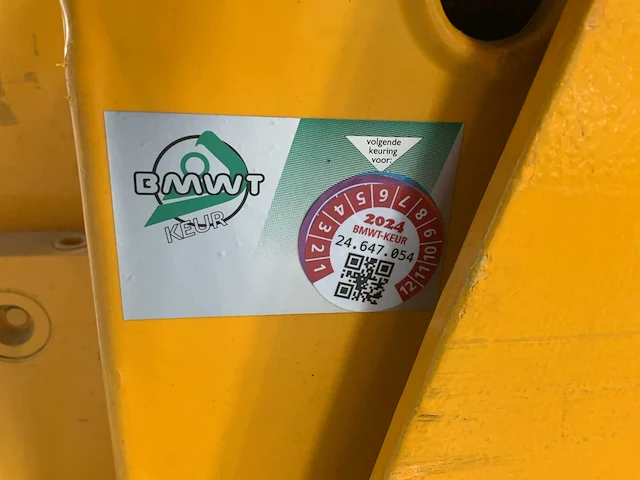 BMWT
KEUR
volgende
keuring
voor:
1 2 3 4 5 6 7 8 9 10 11 12
2024
BMWT-KEUR
24.647.054